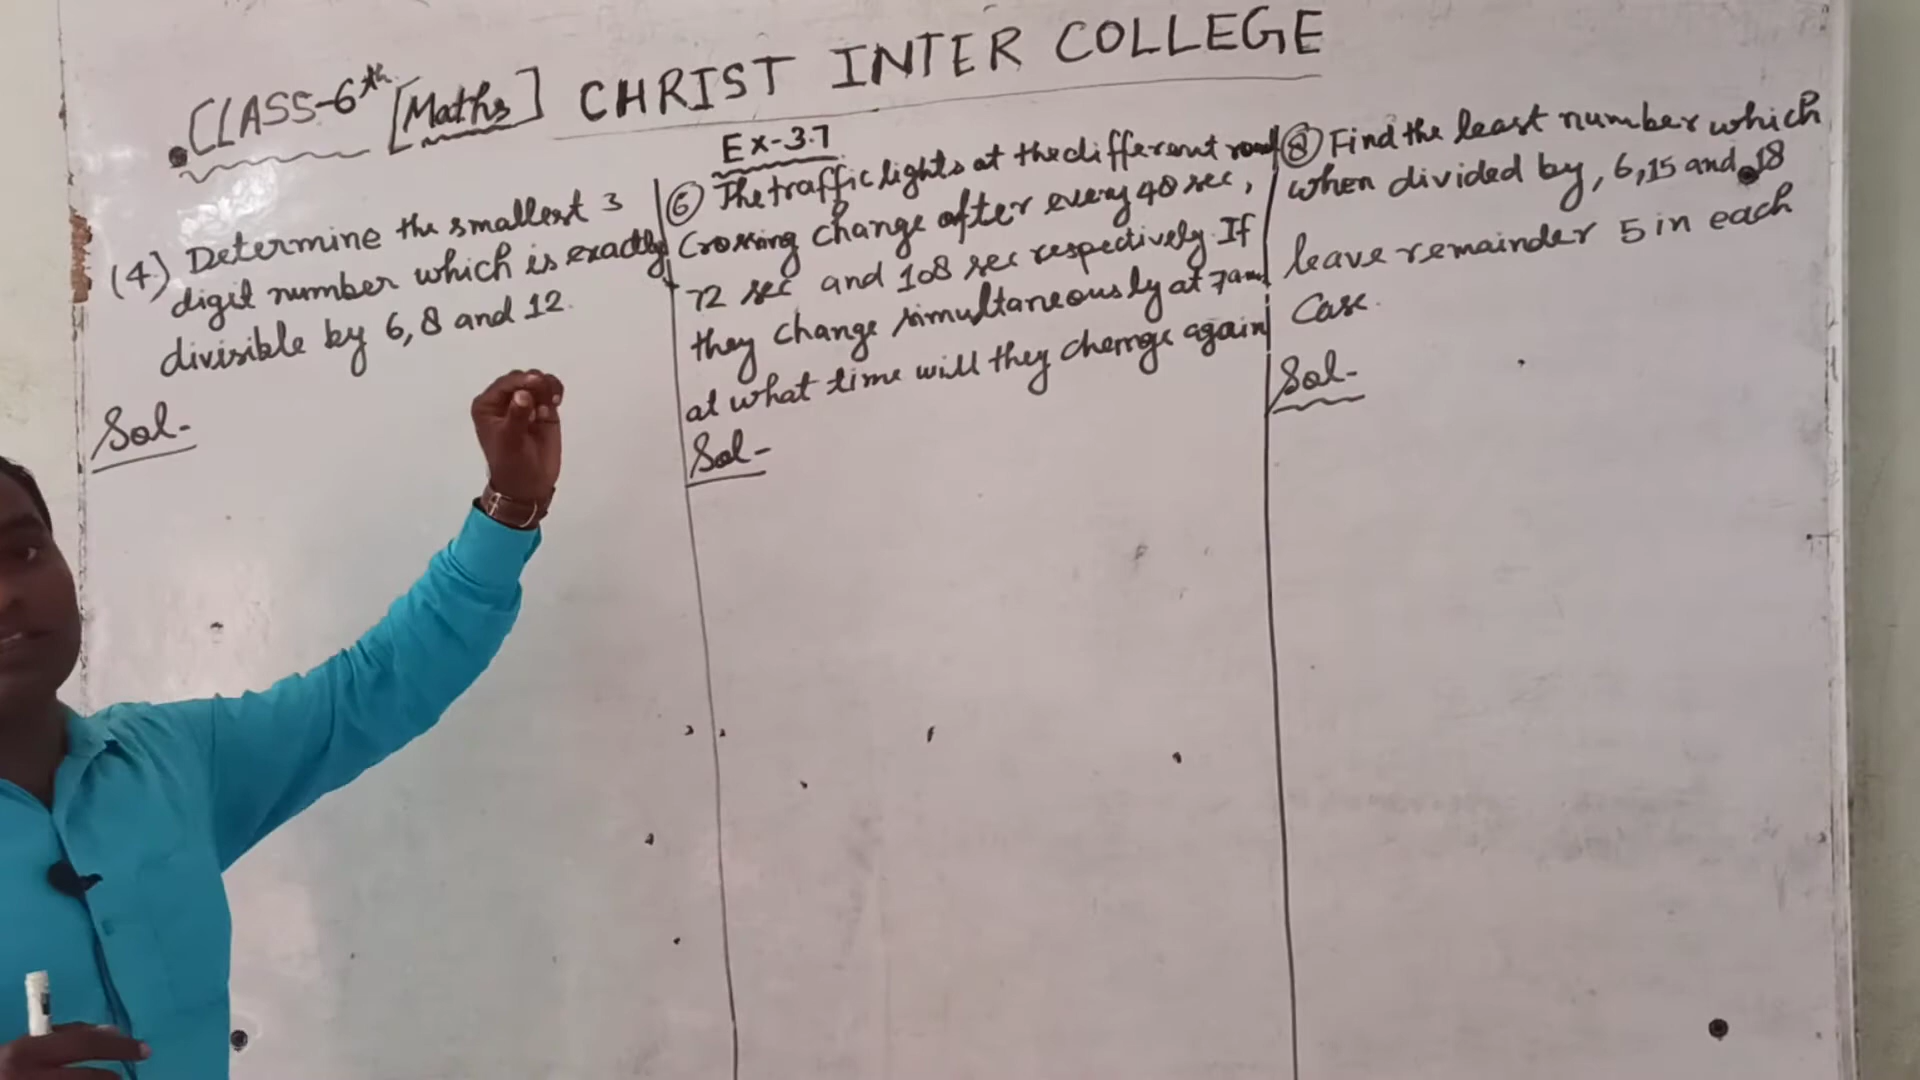 CLASS-6th [Maths] CHRIST INTER COLLEGE
Ex-3.7
(4) Determine the smallest 3
digit number which is exactly
divisible by 6, 8 and 12.
Sol-
(6) The traffic lights at the different road
Crossing change after every 48 sec,
72 sec and 108 sec respectively. If
they change simultaneously at 7am
at what time will they change again
Sol-
(8) Find the least number which
when divided by, 6, 15 and 18
leave remainder 5 in each
Case.
Sol-